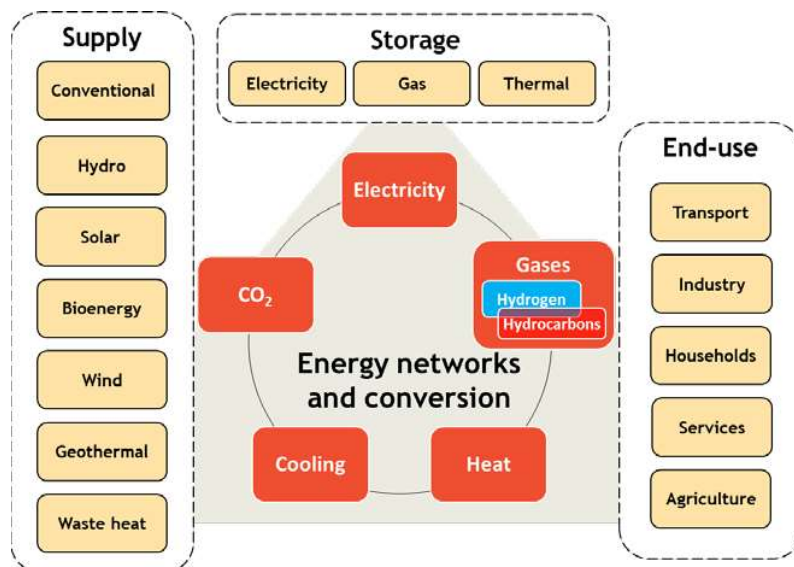 Supply
Conventional
Hydro
Solar
Bioenergy
Wind
Geothermal
Waste heat
Storage
Electricity
Gas
Thermal
Electricity
Gases
Hydrogen
Hydrocarbons
CO₂
Energy networks
and conversion
Cooling
Heat
End-use
Transport
Industry
Households
Services
Agriculture